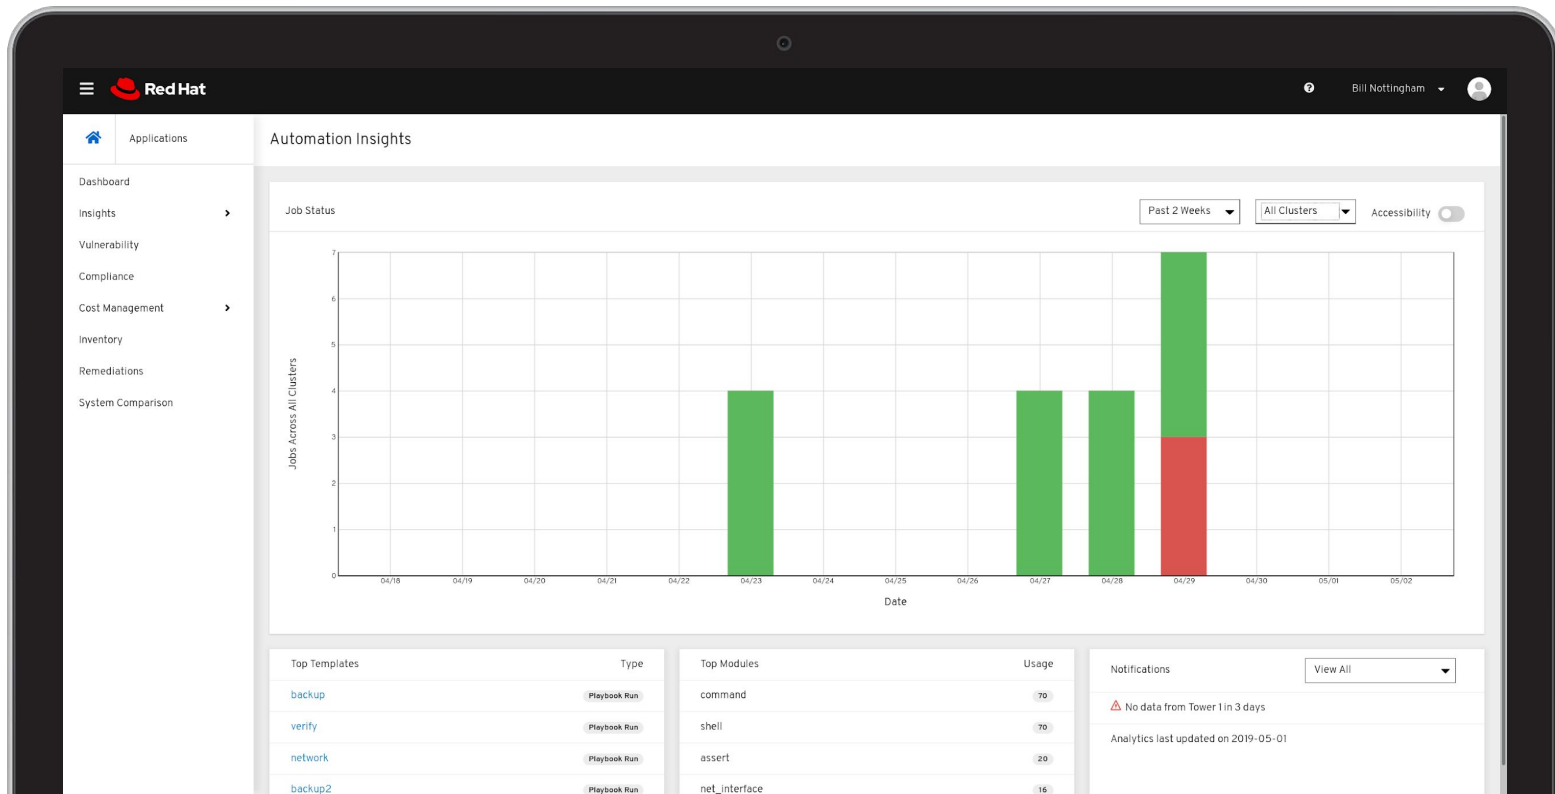 Red Hat
Bill Nottingham
Applications
Automation Insights
Dashboard
Insights
Vulnerability
Compliance
Cost Management
Inventory
Remediations
System Comparison
Job Status
Past 2 Weeks
All Clusters
Accessibility
Jobs Across All Clusters
7
6
5
4
3
2
1
0
04/18 04/19 04/20 04/21 04/22 04/23 04/24 04/25 04/26 04/27 04/28 04/29 04/30 05/01 05/02
Date
Top Templates Type
backup Playbook Run
verify Playbook Run
network Playbook Run
backup2 Playbook Run
Top Modules Usage
command 70
shell 70
assert 20
net_interface 16
Notifications View All
No data from Tower 1 in 3 days
Analytics last updated on 2019-05-01